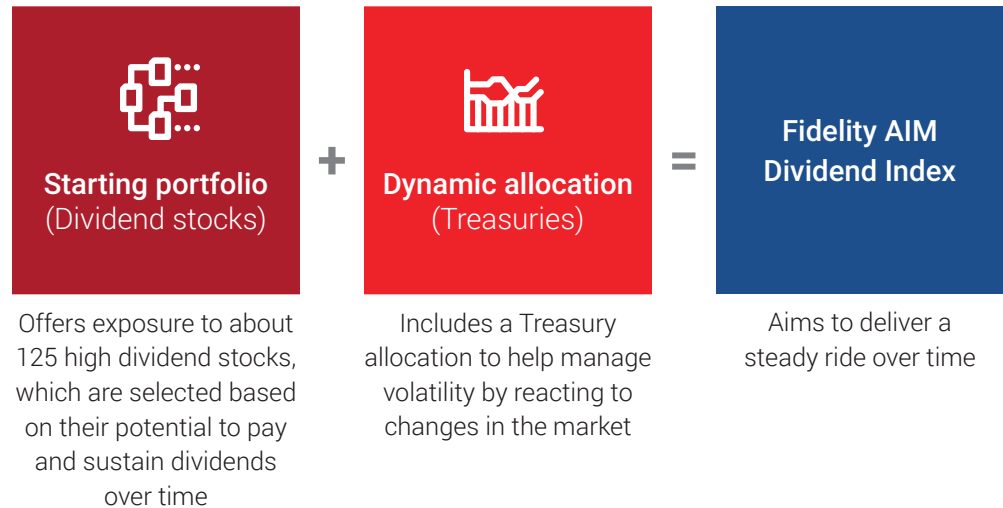 Starting portfolio
(Dividend stocks)
+
Dynamic allocation
(Treasuries)
=
Fidelity AIM
Dividend Index
Offers exposure to about
125 high dividend stocks,
which are selected based
on their potential to pay
and sustain dividends
over time
Includes a Treasury
allocation to help manage
volatility by reacting to
changes in the market
Aims to deliver a
steady ride over time